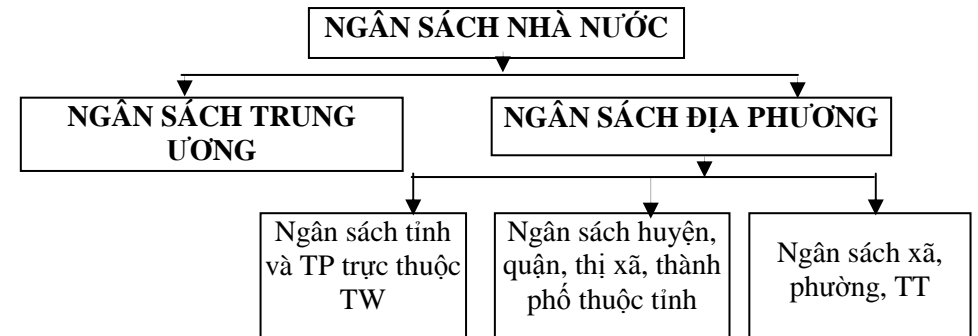 NGÂN SÁCH NHÀ NƯỚC
NGÂN SÁCH TRUNG
ƯƠNG
NGÂN SÁCH ĐỊA PHƯƠNG
Ngân sách tỉnh
và TP trực thuộc
TW
Ngân sách huyện,
quận, thị xã, thành
phố thuộc tỉnh
Ngân sách xã,
phường, TT